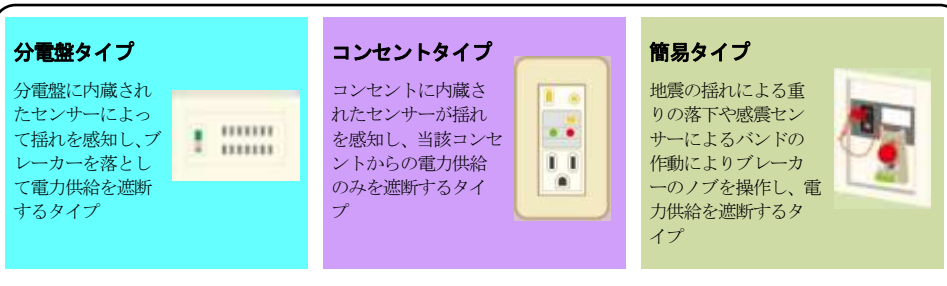 分電盤タイプ
分電盤に内蔵され
たセンサーによっ
て揺れを感知し、ブ
レーカーを落とし
て電力供給を遮断
するタイプ
コンセントタイプ
コンセントに内蔵さ
れたセンサーが揺れ
を感知し、当該コンセ
ントからの電力供給
のみを遮断するタイ
プ
簡易タイプ
地震の揺れによる重
りの落下や感震セン
サーによるバンドの
作動によりブレーカ
ーのノブを操作し、電
力供給を遮断するタ
イプ